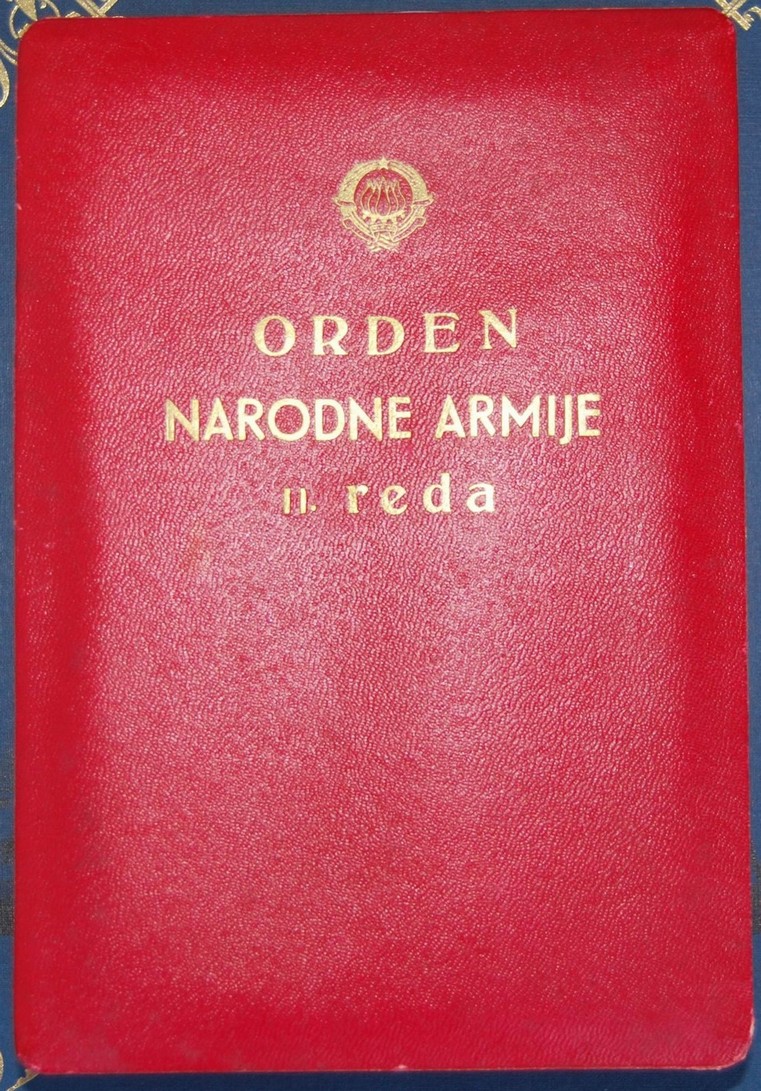 ORDEN
NARODNE ARMIJE
II. reda